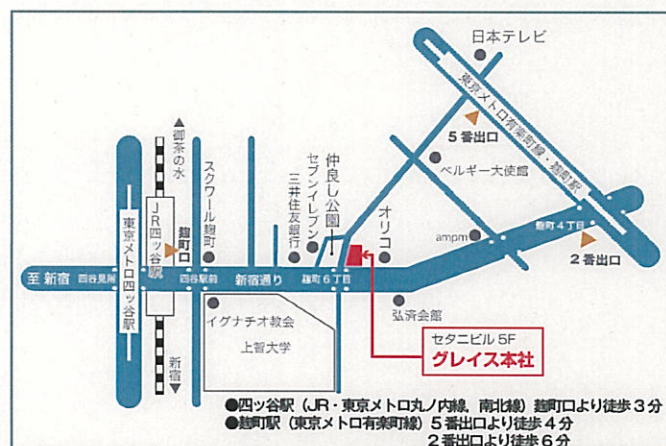 日本テレビ
東京メトロ有楽町線・麹町駅
5番出口
ベルギー大使館
▲御茶の水
スクワール麹町
三井住友銀行
セブンイレブン
仲良し公園
オリコ
ampm
麹町4丁目
2番出口
東京メトロ四ッ谷駅
JR四ッ谷駅
麹町口
至 新宿
四谷見附
四谷駅前
新宿通り
麹町6丁目
イグナチオ教会
上智大学
弘済会館
新宿▼
セタニビル 5F
グレイス本社
●四ッ谷駅（JR・東京メトロ丸ノ内線，南北線）麹町口より徒歩3分
●麹町駅（東京メトロ有楽町線）5番出口より徒歩4分
2番出口より徒歩6分